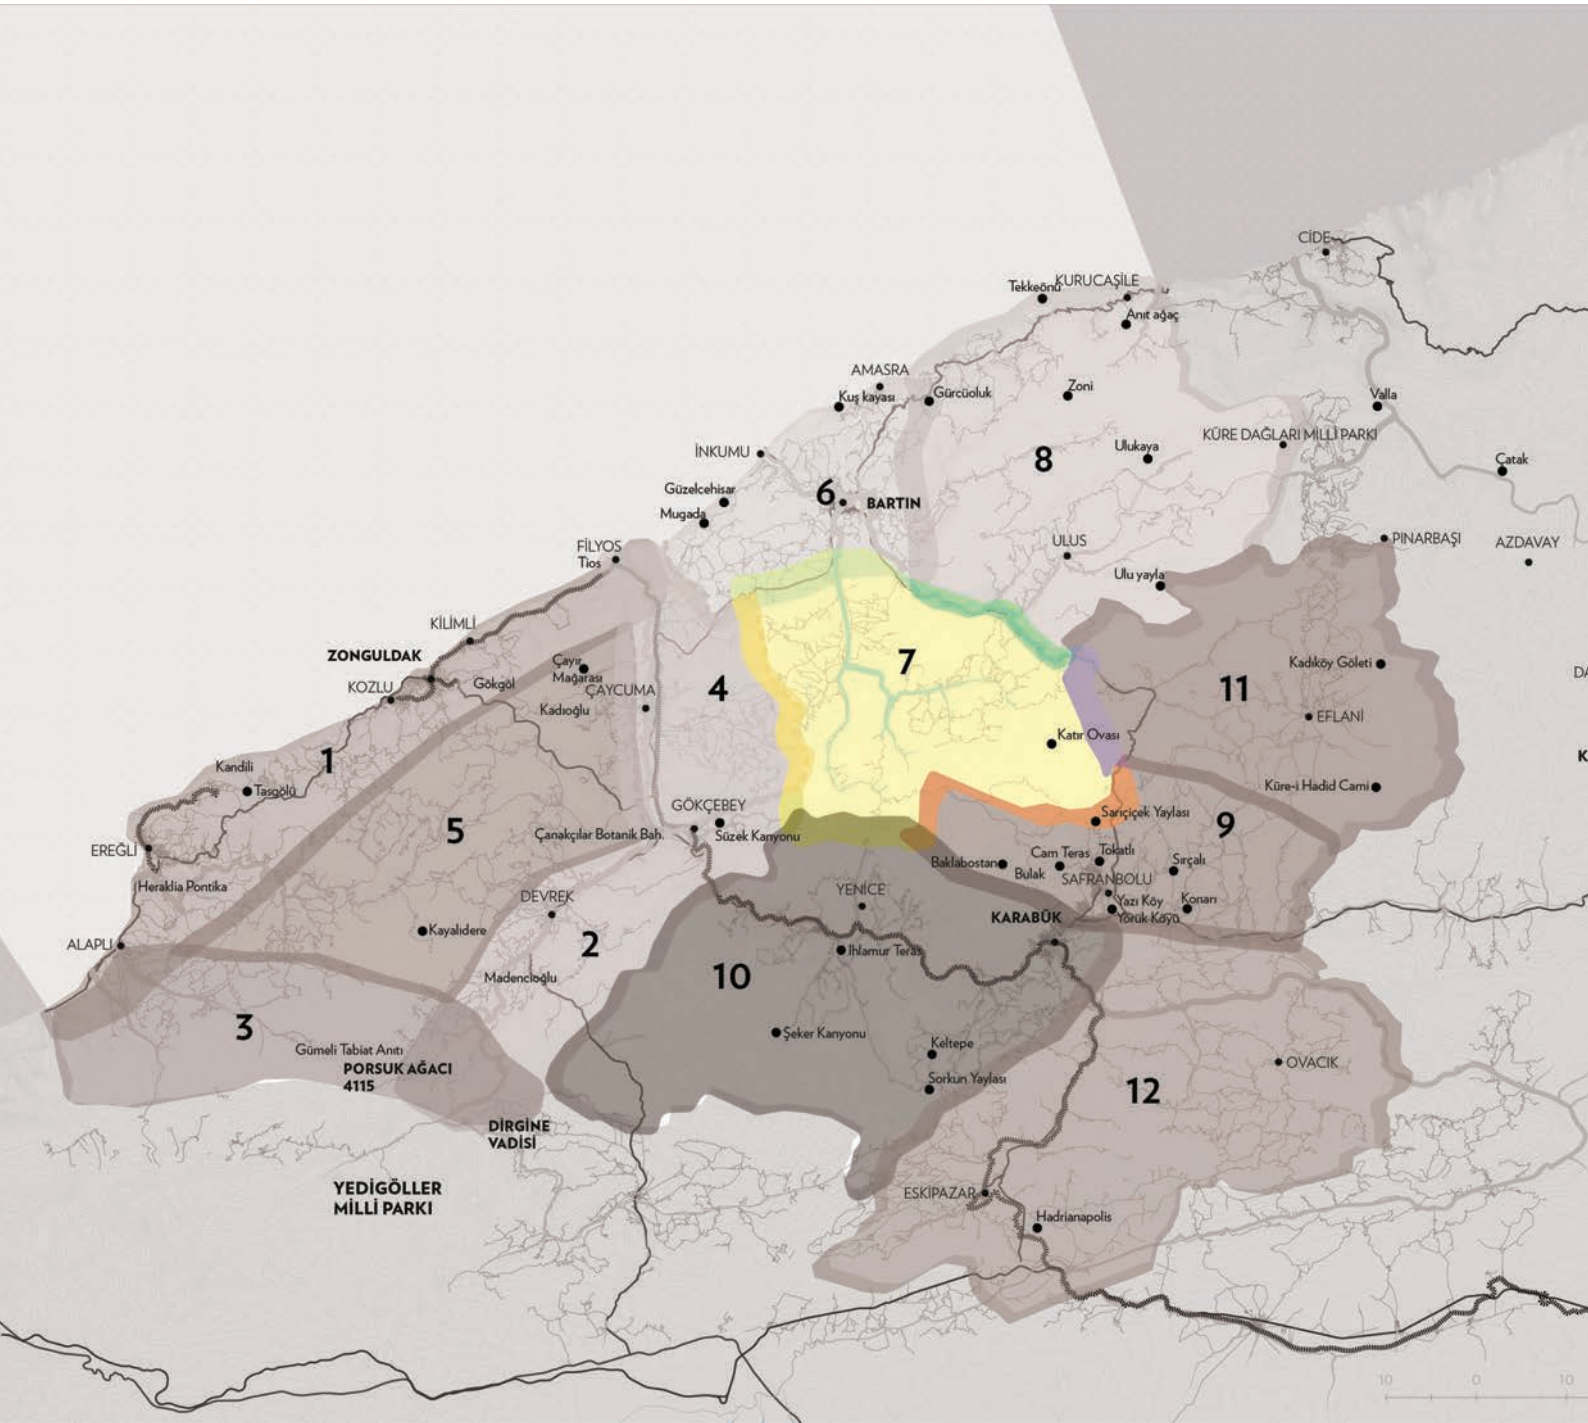 CİDE
Tekkeönü
KURUCAŞİLE
Anıt ağaç
AMASRA
Kuş kayası
Gürcüoluk
Zoni
Valla
İNKUMU
8
Ulukaya
KÜRE DAĞLARI MİLLİ PARKI
Çatak
Güzelcehisar
6
BARTIN
Mugada
FİLYOS
Tios
ULUS
PINARBAŞI
AZDAVAY
Ulu yayla
KİLİMLİ
ZONGULDAK
KOZLU
Gökgöl
Çayır
Mağarası
ÇAYCUMA
Kadıoğlu
4
7
11
Kadıköy Göleti
DA
EFLANİ
Katır Ovası
K
1
Kandili
Tasgölü
Küre-i Hadid Cami
GÖKÇEBEY
Çanakçılar Botanik Bah.
Süzek Kanyonu
Sarıçiçek Yaylası
5
9
EREĞLİ
Heraklia Pontika
Baklabostan
Cam Teras
Tokatlı
Bulak
Sırçalı
SAFRANBOLU
DEVREK
YENİCE
Yazı Köy
Yörük Köyü
Konarı
KARABÜK
ALAPLI
Kayalıdere
2
Ihlamur Teras
Madencioğlu
10
3
Şeker Kanyonu
Keltepe
Gümeli Tabiat Anıtı
PORSUK AĞACI
4115
Sorkun Yaylası
OVACIK
12
DİRGİNE
VADİSİ
YEDİGÖLLER
MİLLİ PARKI
ESKİPAZAR
Hadrianapolis
10
0
10